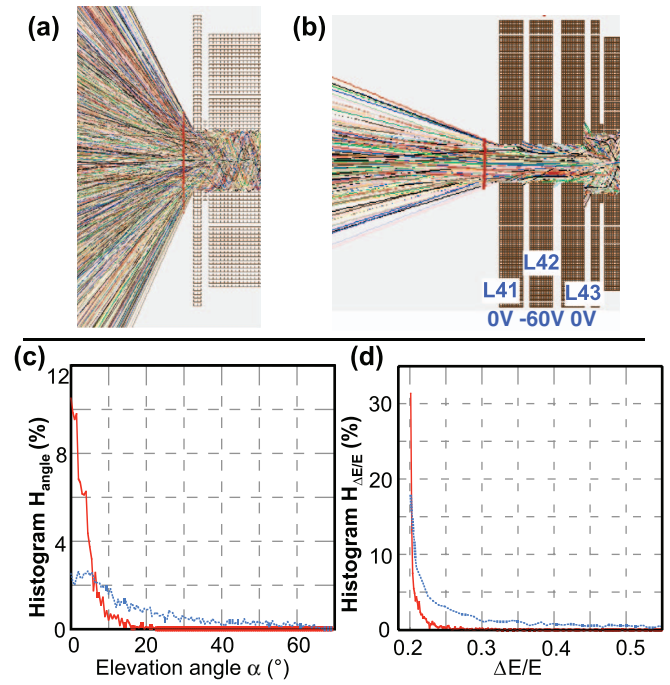 (a)
(b)
L41
L42
L43
0V -60V 0V
(c)
12
8
4
0
Histogram H_angle (%)
0 20 40 60
Elevation angle α (°)
(d)
30
20
10
0
Histogram H_ΔE/E (%)
0.2 0.3 0.4 0.5
ΔE/E